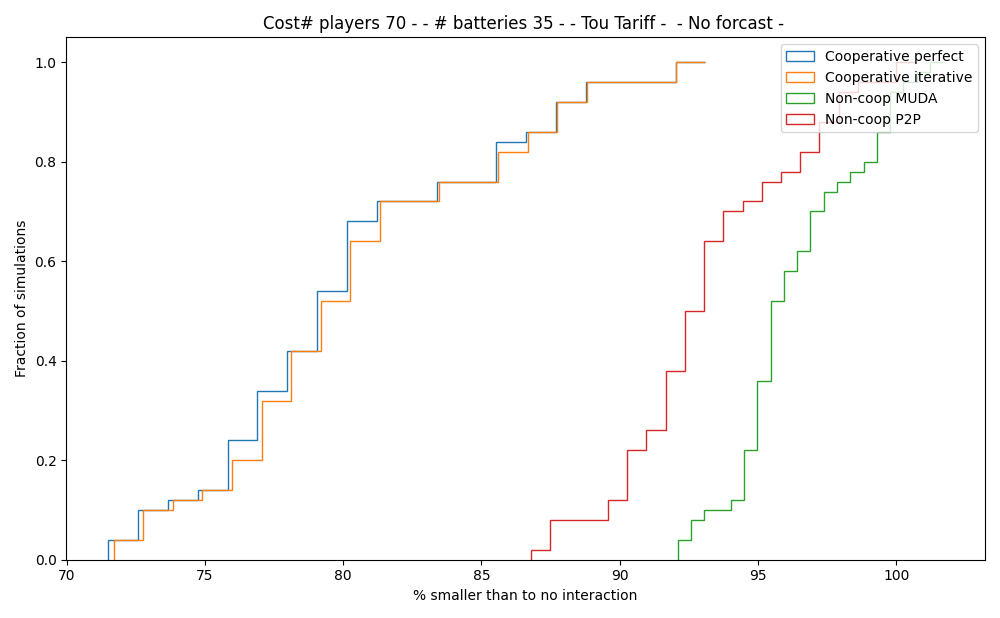 Cost# players 70 - - # batteries 35 - - Tou Tariff -  - No forcast -
Cooperative perfect
Cooperative iterative
Non-coop MUDA
Non-coop P2P
Fraction of simulations
1.0
0.8
0.6
0.4
0.2
0.0
70 75 80 85 90 95 100
% smaller than to no interaction